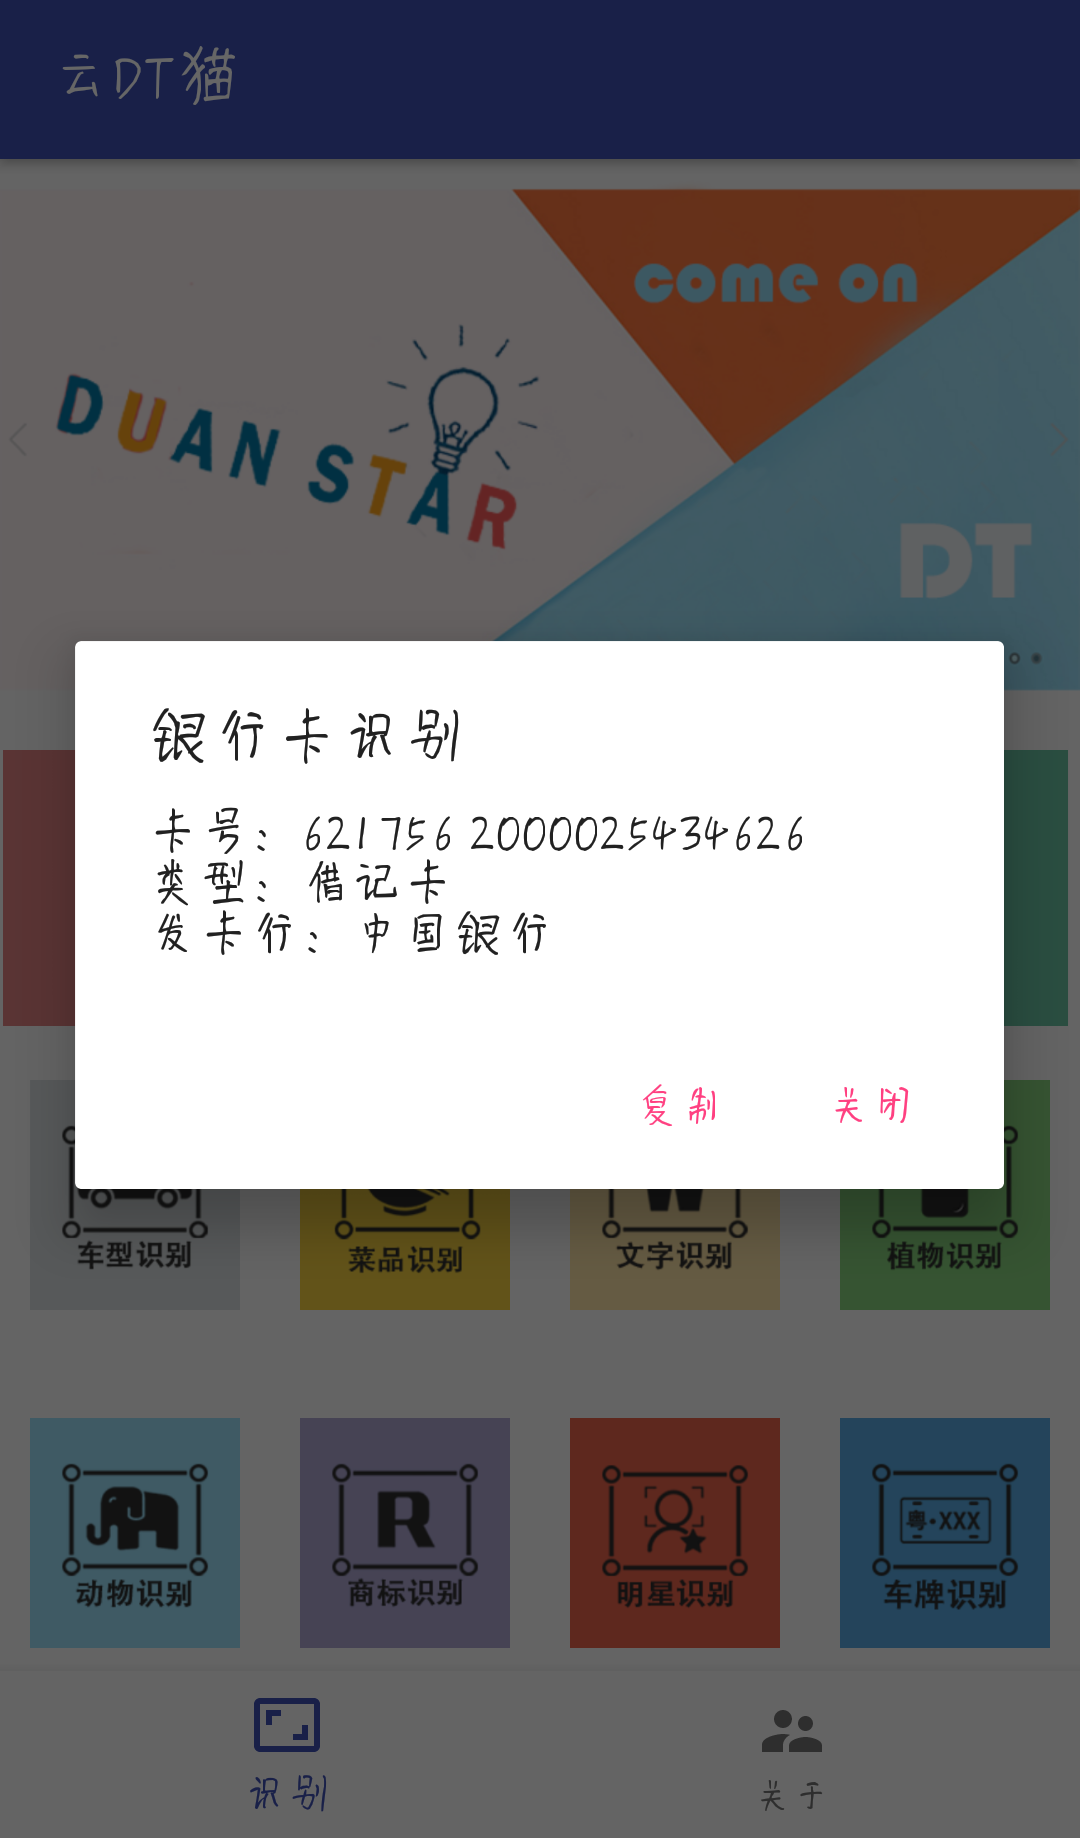 云DT猫
come on
DUAN STAR
DT
银行卡识别
卡号：621756 2000025434626
类型：借记卡
发卡行：中国银行
复制 关闭
车型识别 菜品识别 文字识别 植物识别
R 粤·XXX
动物识别 商标识别 明星识别 车牌识别
识别 关于